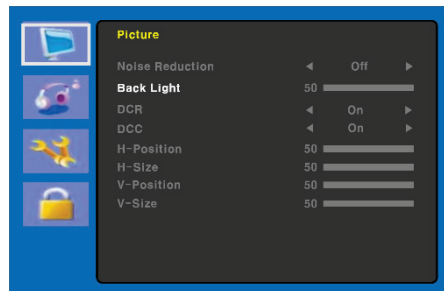 Picture
Noise Reduction ◀ Off ▶
Back Light 50
DCR ◀ On ▶
DCC ◀ On ▶
H-Position 50
H-Size 50
V-Position 50
V-Size 50